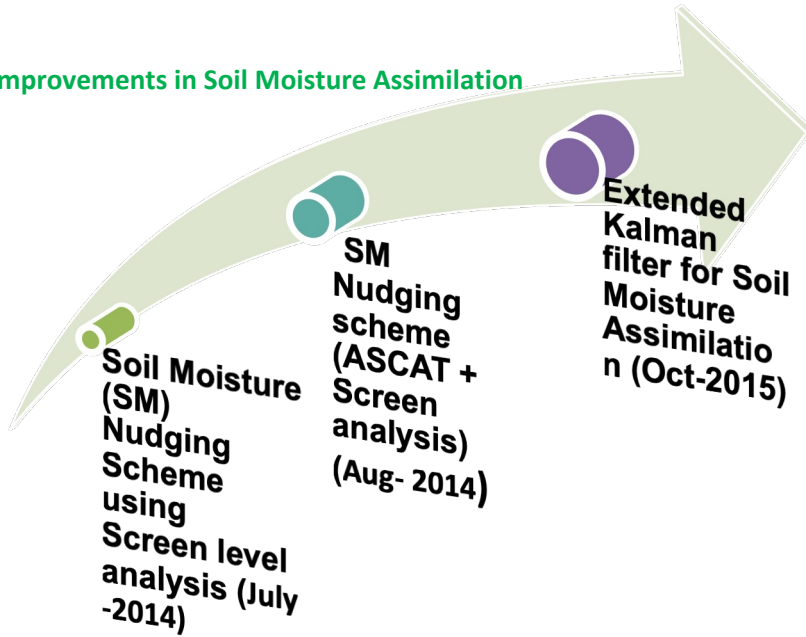 mprovements in Soil Moisture Assimilation
Soil Moisture
(SM)
Nudging
Scheme
using
Screen level
analysis (July
-2014)
SM
Nudging
scheme
(ASCAT +
Screen
analysis)
(Aug- 2014)
Extended
Kalman
filter for Soil
Moisture
Assimilatio
n (Oct-2015)